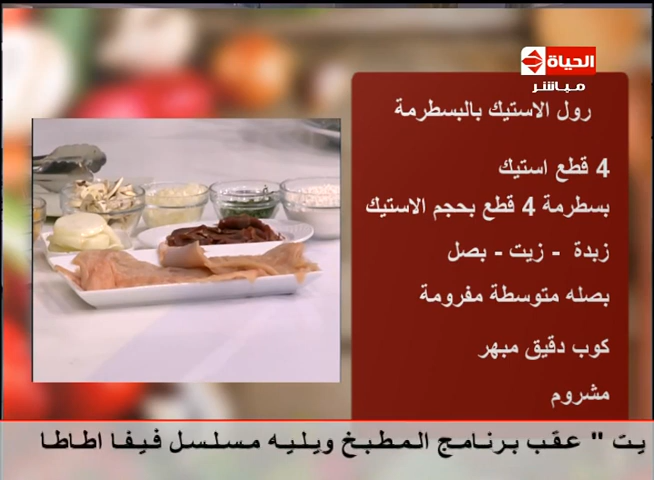 الحياة
مباشر
رول الاستيك بالبسطرمة
4 قطع استيك
بسطرمة 4 قطع بحجم الاستيك
زبدة - زيت - بصل
بصله متوسطة مفرومة
كوب دقيق مبهر
مشروم
يت " عقب برنامج المطبخ ويليه مسلسل فيفا اطاطا